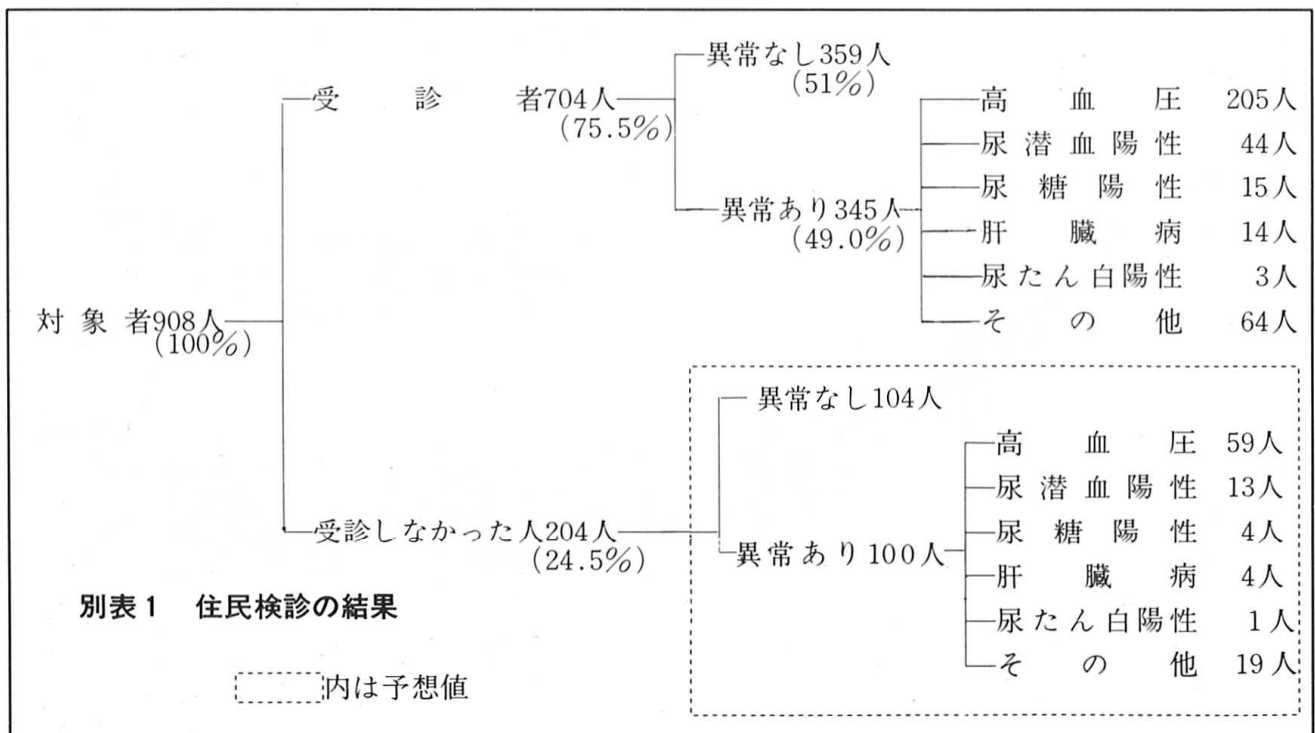 異常なし359人
(51%)
受診者704人
(75.5%)
高血圧 205人
尿潜血陽性 44人
尿糖陽性 15人
異常あり345人
(49.0%)
肝臓病 14人
尿たん白陽性 3人
その他 64人
対象者908人
(100%)
異常なし104人
高血圧 59人
尿潜血陽性 13人
受診しなかった人204人
(24.5%)
尿糖陽性 4人
異常あり100人
肝臓病 4人
尿たん白陽性 1人
その他 19人
別表1 住民検診の結果
内は予想値